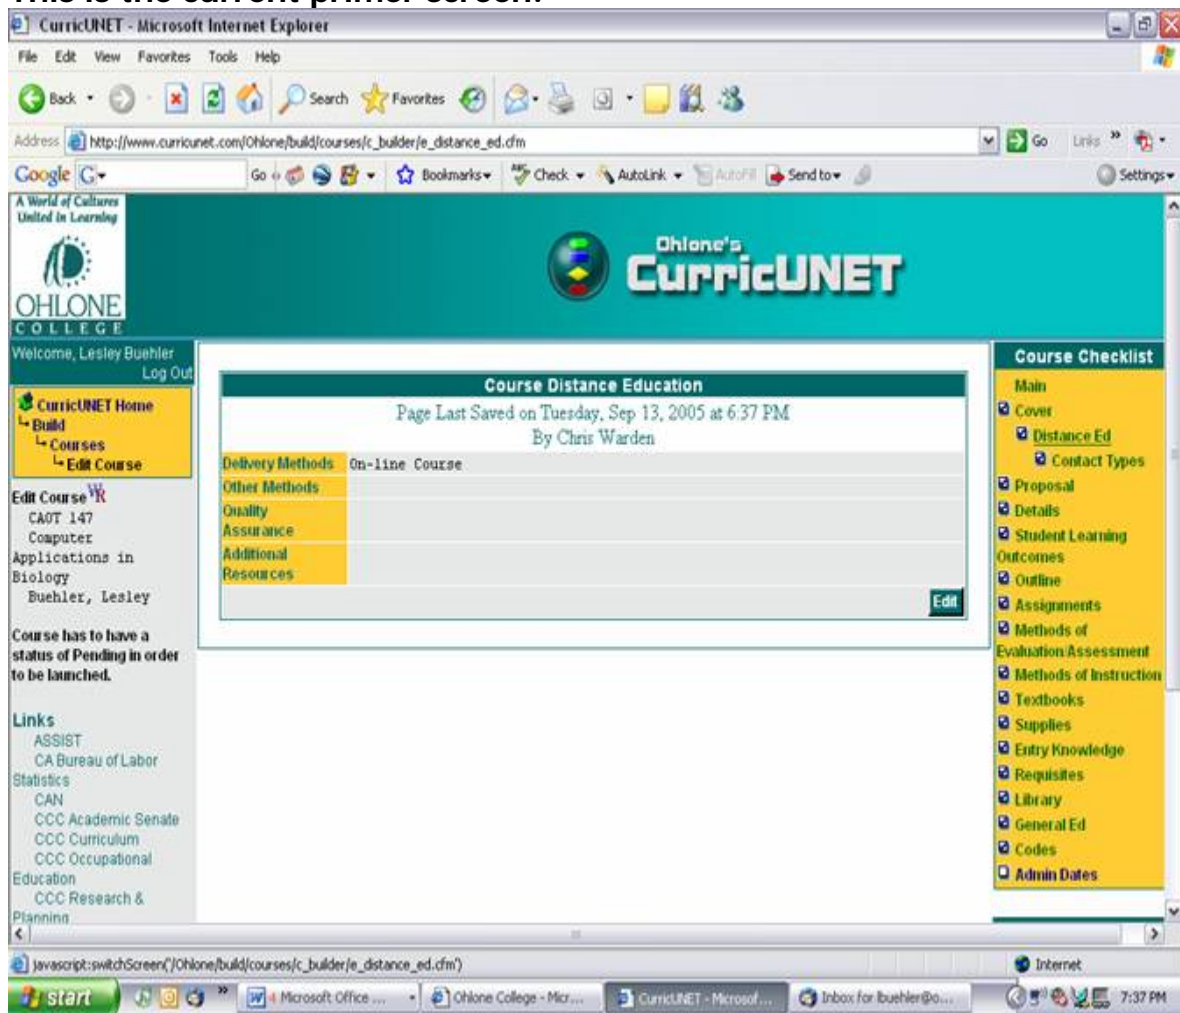 This is the current primer screen:
CurricUNET - Microsoft Internet Explorer
File Edit View Favorites Tools Help
Back Search Favorites
Address http://www.curricunet.com/Ohlone/build/courses/c_builder/e_distance_ed.cfm Go Links »
Google G Go Bookmarks Check AutoLink AutoFill Send to Settings
A World of Cultures
United in Learning
OHLONE
COLLEGE
Ohlone's
CurricUNET
Welcome, Lesley Buehler
Log Out
CurricUNET Home
Build
Courses
Edit Course
Edit Course WR
CAOT 147
Computer
Applications in
Biology
Buehler, Lesley
Course has to have a
status of Pending in order
to be launched.
Links
ASSIST
CA Bureau of Labor
Statistics
CAN
CCC Academic Senate
CCC Curriculum
CCC Occupational
Education
CCC Research &
Planning
Course Distance Education
Page Last Saved on Tuesday, Sep 13, 2005 at 6:37 PM
By Chris Warden
Delivery Methods On-line Course
Other Methods
Quality
Assurance
Additional
Resources
Edit
Course Checklist
Main
Cover
Distance Ed
Contact Types
Proposal
Details
Student Learning
Outcomes
Outline
Assignments
Methods of
Evaluation/Assessment
Methods of Instruction
Textbooks
Supplies
Entry Knowledge
Requisites
Library
General Ed
Codes
Admin Dates
javascript:switchScreen('/Ohlone/build/courses/c_builder/e_distance_ed.cfm') Internet
start » 4 Microsoft Office ... Ohlone College - Micr... CurricUNET - Microsof... Inbox for lbuehler@o... 7:37 PM